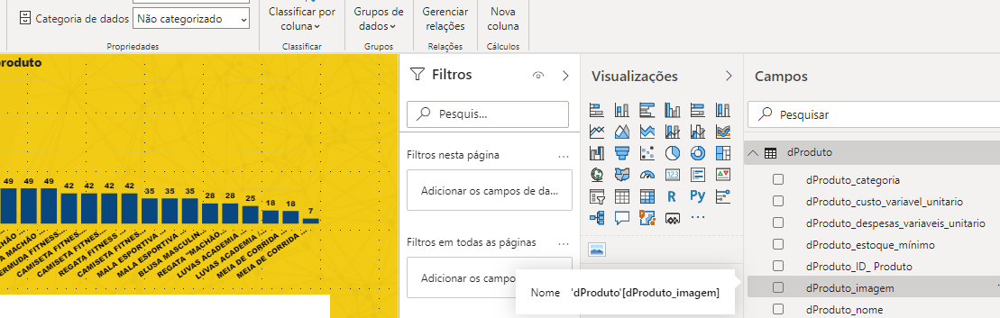 Categoria de dados Não categorizado
Classificar por
coluna
Grupos de
dados
Gerenciar
relações
Nova
coluna
Propriedades
Classificar
Grupos
Relações
Cálculos
roduto
49 49 42 42 42 42 35 35 35 28 28 25 18 18 7
MACHÃO ...
A MACHÃO ...
ERMUDA FITNESS...
CAMISETA FITNES...
CAMISETA FITNES...
REGATA FITNESS ...
CAMISETA FITNES...
MALA ESPORTIVA ...
MALA ESPORTIVA ...
BLUSA MASCULIN...
REGATA "MACHÃO...
LUVAS ACADEMIA ...
LUVAS ACADEMIA (...
MEIA DE CORRIDA ...
MEIA DE CORRIDA ...
Filtros
Pesquis...
Filtros nesta página ...
Adicionar os campos de da...
Filtros em todas as páginas ...
Adicionar os campo
Visualizações
123
R
Py
...
Nome 'dProduto'[dProduto_imagem]
Campos
Pesquisar
dProduto
dProduto_categoria
dProduto_custo_variavel_unitario
dProduto_despesas_variaveis_unitario
dProduto_estoque_mínimo
dProduto_ID_ Produto
dProduto_imagem
dProduto_nome